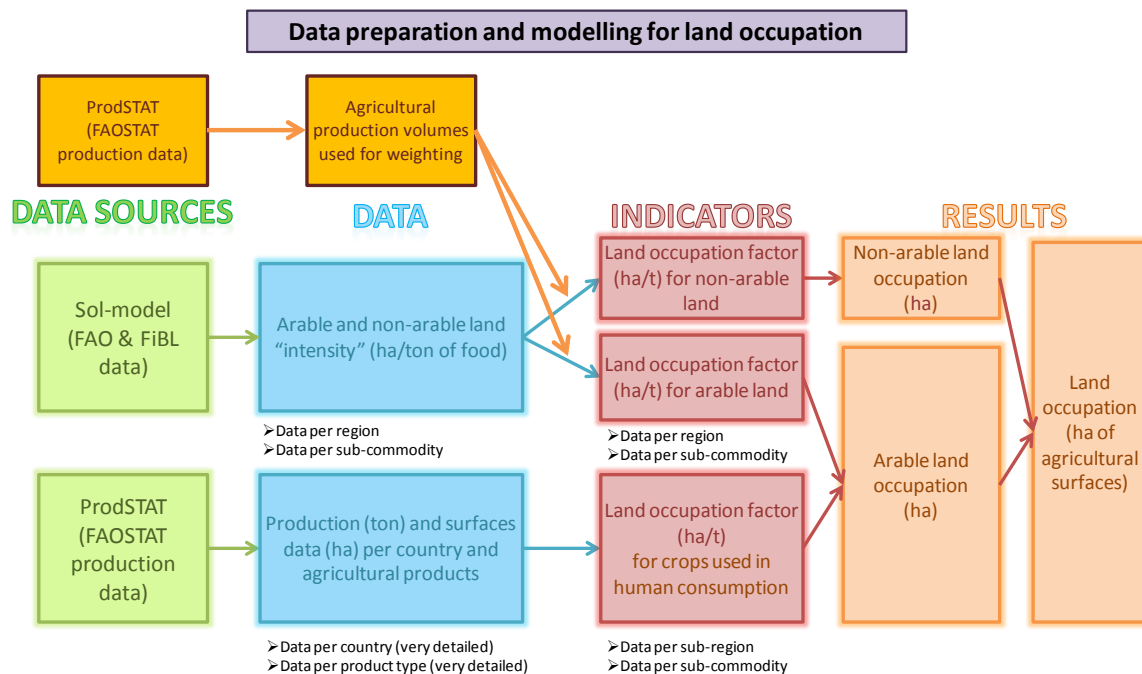 Data preparation and modelling for land occupation
ProdSTAT
(FAOSTAT
production data)
Agricultural
production volumes
used for weighting
DATA SOURCES
DATA
INDICATORS
RESULTS
Sol-model
(FAO & FiBL
data)
Arable and non-arable land
“intensity” (ha/ton of food)
Land occupation factor
(ha/t) for non-arable
land
Non-arable land
occupation
(ha)
Land occupation factor
(ha/t) for arable land
➢Data per region
➢Data per sub-commodity
➢Data per region
➢Data per sub-commodity
Arable land
occupation
(ha)
Land
occupation
(ha of
agricultural
surfaces)
ProdSTAT
(FAOSTAT
production
data)
Production (ton) and surfaces
data (ha) per country and
agricultural products
Land occupation factor
(ha/t)
for crops used in
human consumption
➢Data per country (very detailed)
➢Data per product type (very detailed)
➢Data per sub-region
➢Data per sub-commodity